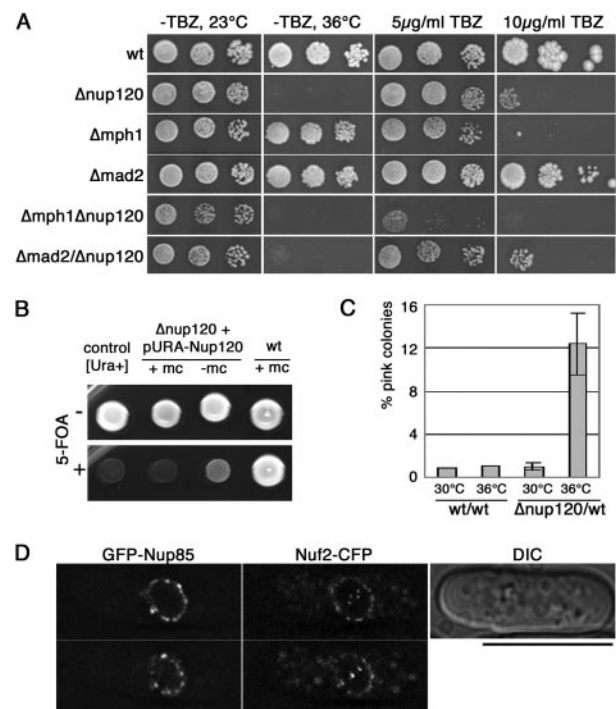 A
-TBZ, 23°C -TBZ, 36°C 5µg/ml TBZ 10µg/ml TBZ
wt
Δnup120
Δmph1
Δmad2
Δmph1Δnup120
Δmad2/Δnup120
B
control [Ura+]
Δnup120 + pURA-Nup120
wt
+ mc -mc + mc
5-FOA
-
+
C
% pink colonies
16
12
8
4
0
30°C 36°C 30°C 36°C
wt/wt Δnup120/wt
D
GFP-Nup85 Nuf2-CFP DIC